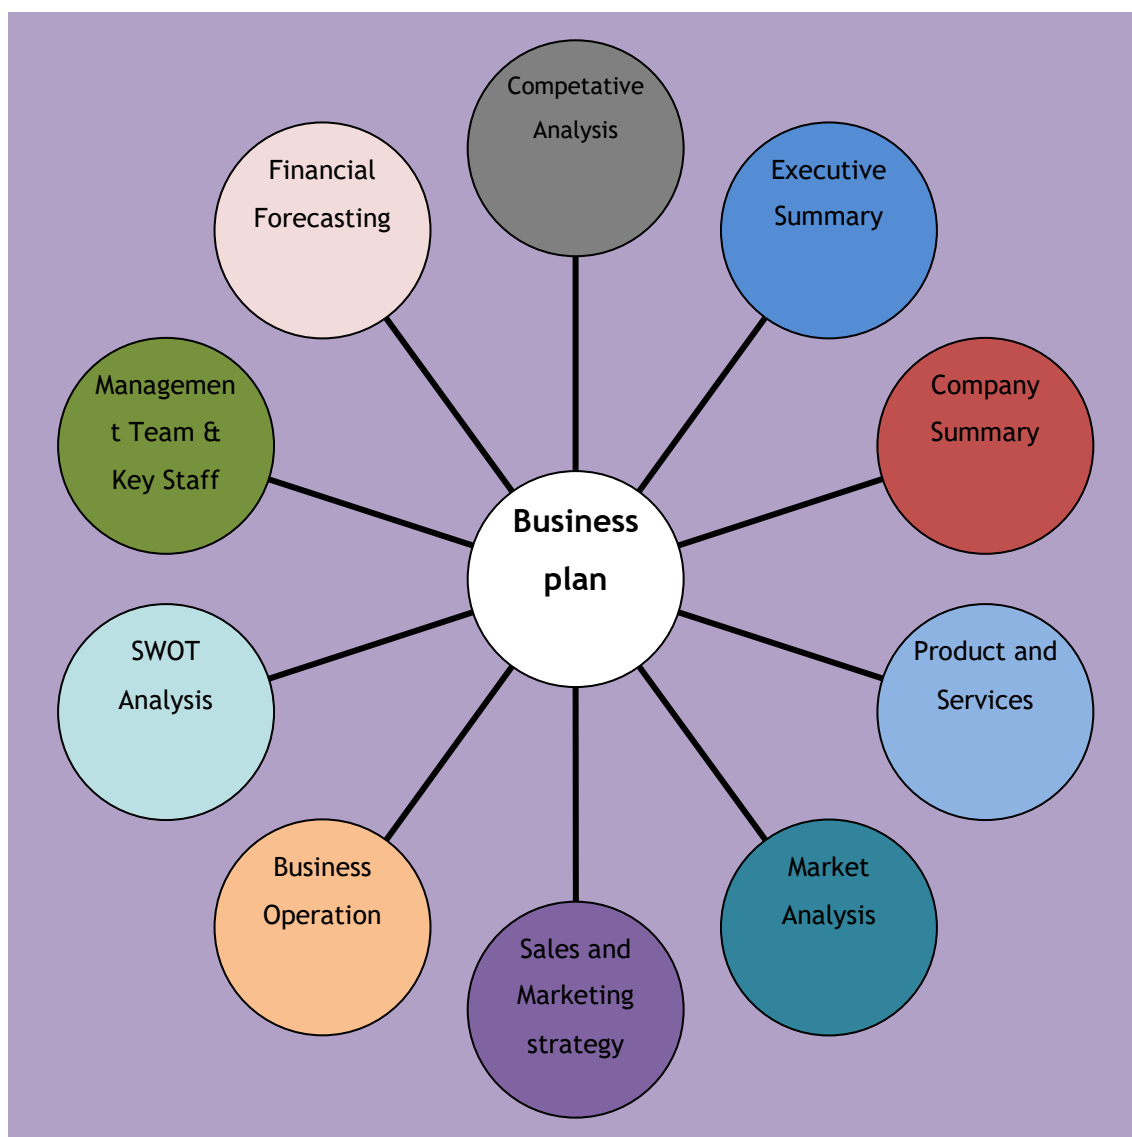 Competative
Analysis
Executive
Summary
Company
Summary
Product and
Services
Market
Analysis
Sales and
Marketing
strategy
Business
Operation
SWOT
Analysis
Managemen
t Team &
Key Staff
Financial
Forecasting
Business
plan